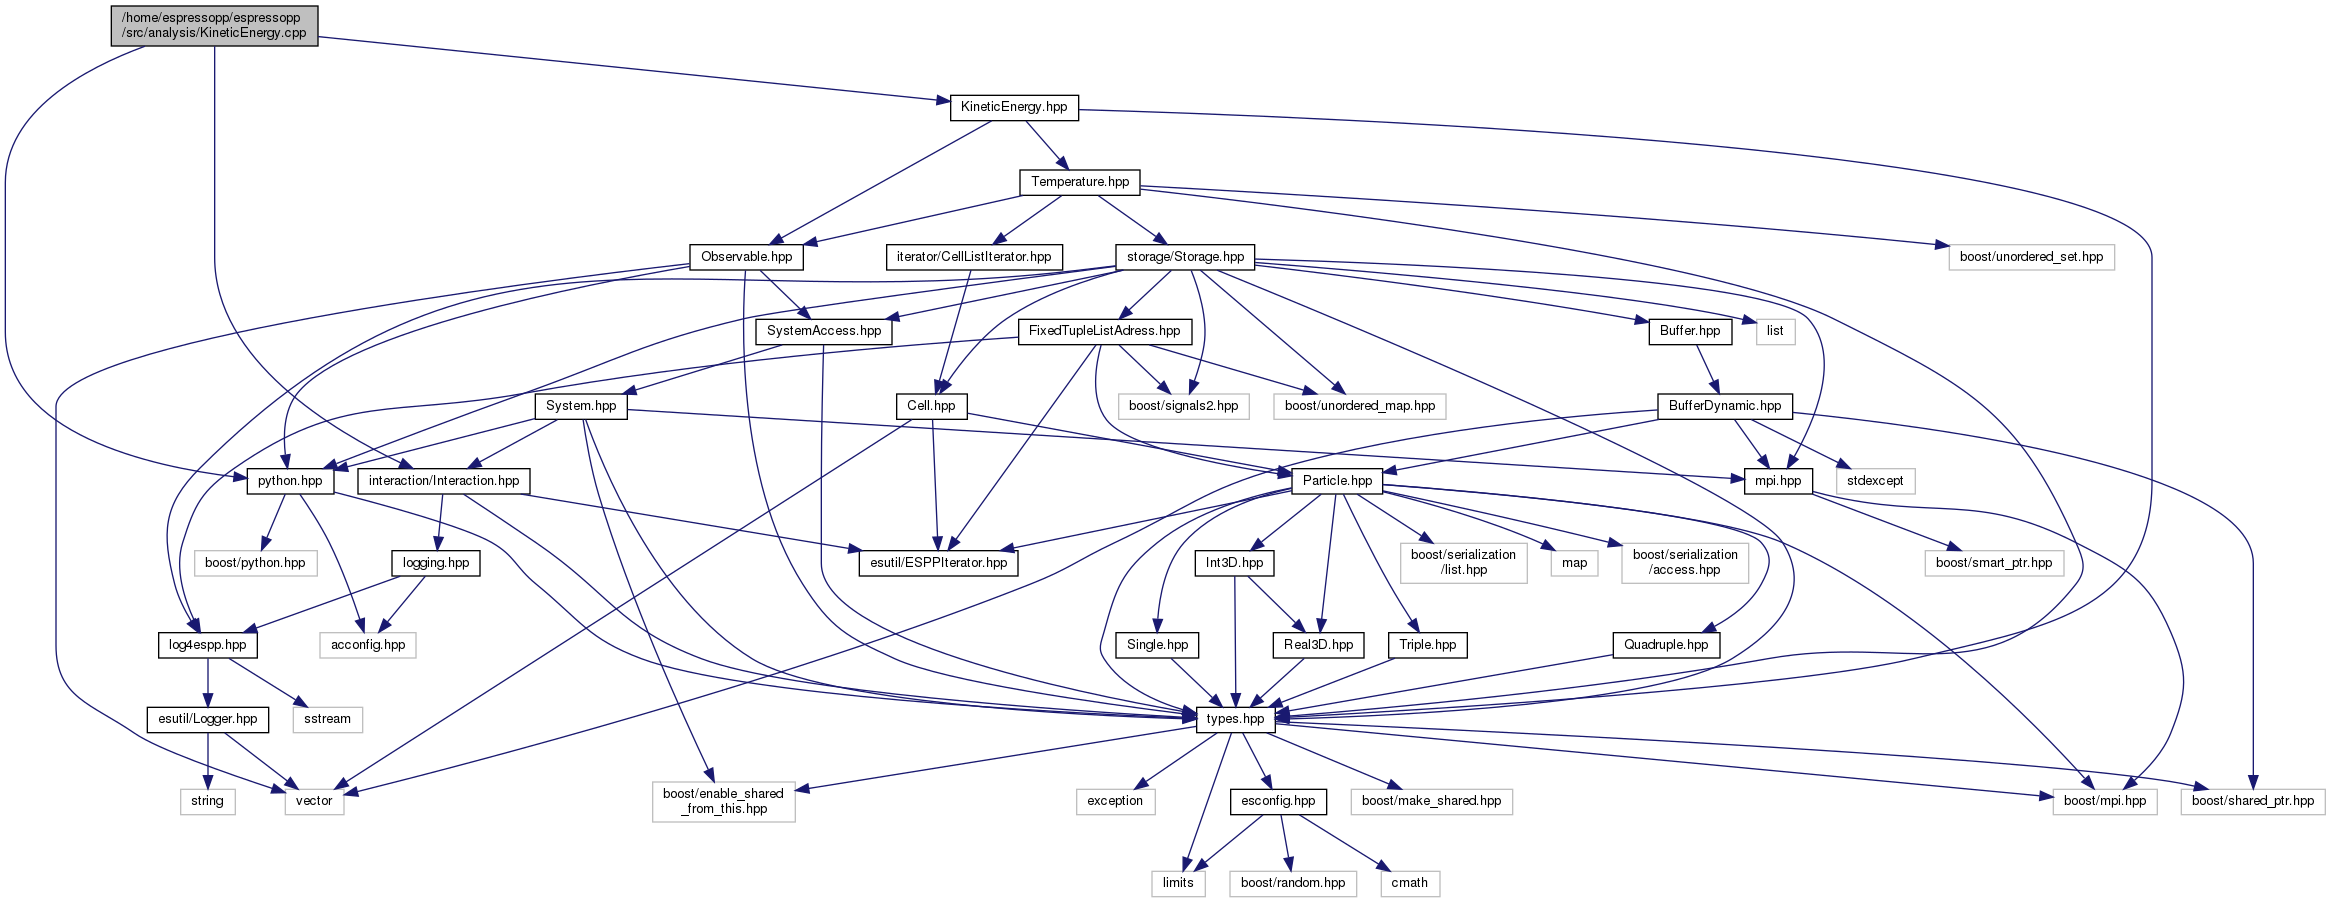 /home/espressopp/espressopp
/src/analysis/KineticEnergy.cpp
KineticEnergy.hpp
Temperature.hpp
Observable.hpp
iterator/CellListIterator.hpp
storage/Storage.hpp
boost/unordered_set.hpp
SystemAccess.hpp
FixedTupleListAdress.hpp
Buffer.hpp
list
System.hpp
Cell.hpp
boost/signals2.hpp
boost/unordered_map.hpp
BufferDynamic.hpp
python.hpp
interaction/Interaction.hpp
Particle.hpp
mpi.hpp
stdexcept
boost/python.hpp
logging.hpp
esutil/ESPPIterator.hpp
Int3D.hpp
boost/serialization
/list.hpp
map
boost/serialization
/access.hpp
boost/smart_ptr.hpp
log4espp.hpp
acconfig.hpp
Single.hpp
Real3D.hpp
Triple.hpp
Quadruple.hpp
esutil/Logger.hpp
sstream
types.hpp
string
vector
boost/enable_shared
_from_this.hpp
exception
esconfig.hpp
boost/make_shared.hpp
boost/mpi.hpp
boost/shared_ptr.hpp
limits
boost/random.hpp
cmath